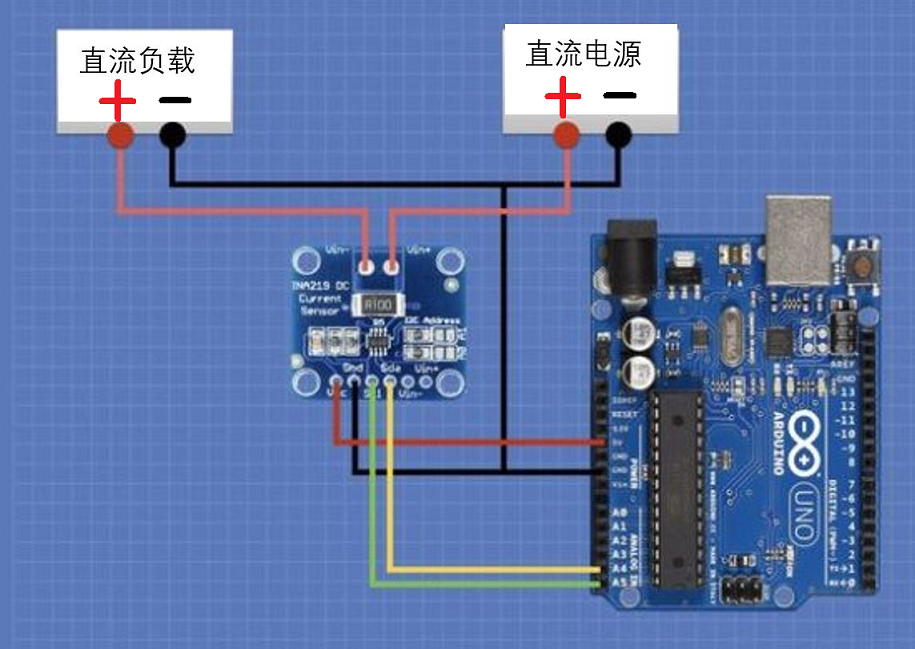 直流负载
+ −
直流电源
+ −
Vin- Vin+
INA219 DC
Current
Sensor
R100
I2C Address
Gnd Sda Vin+
Vcc Vin-
IOREF
RESET
3.3V
5V
GND
GND
Vin
POWER
A0
A1
A2
A3
A4
A5
ANALOG IN
AREF
GND
13
12
~11
~10
~9
8
7
~6
~5
4
~3
2
TX→1
RX←0
DIGITAL (PWM~)
ARDUINO
UNO